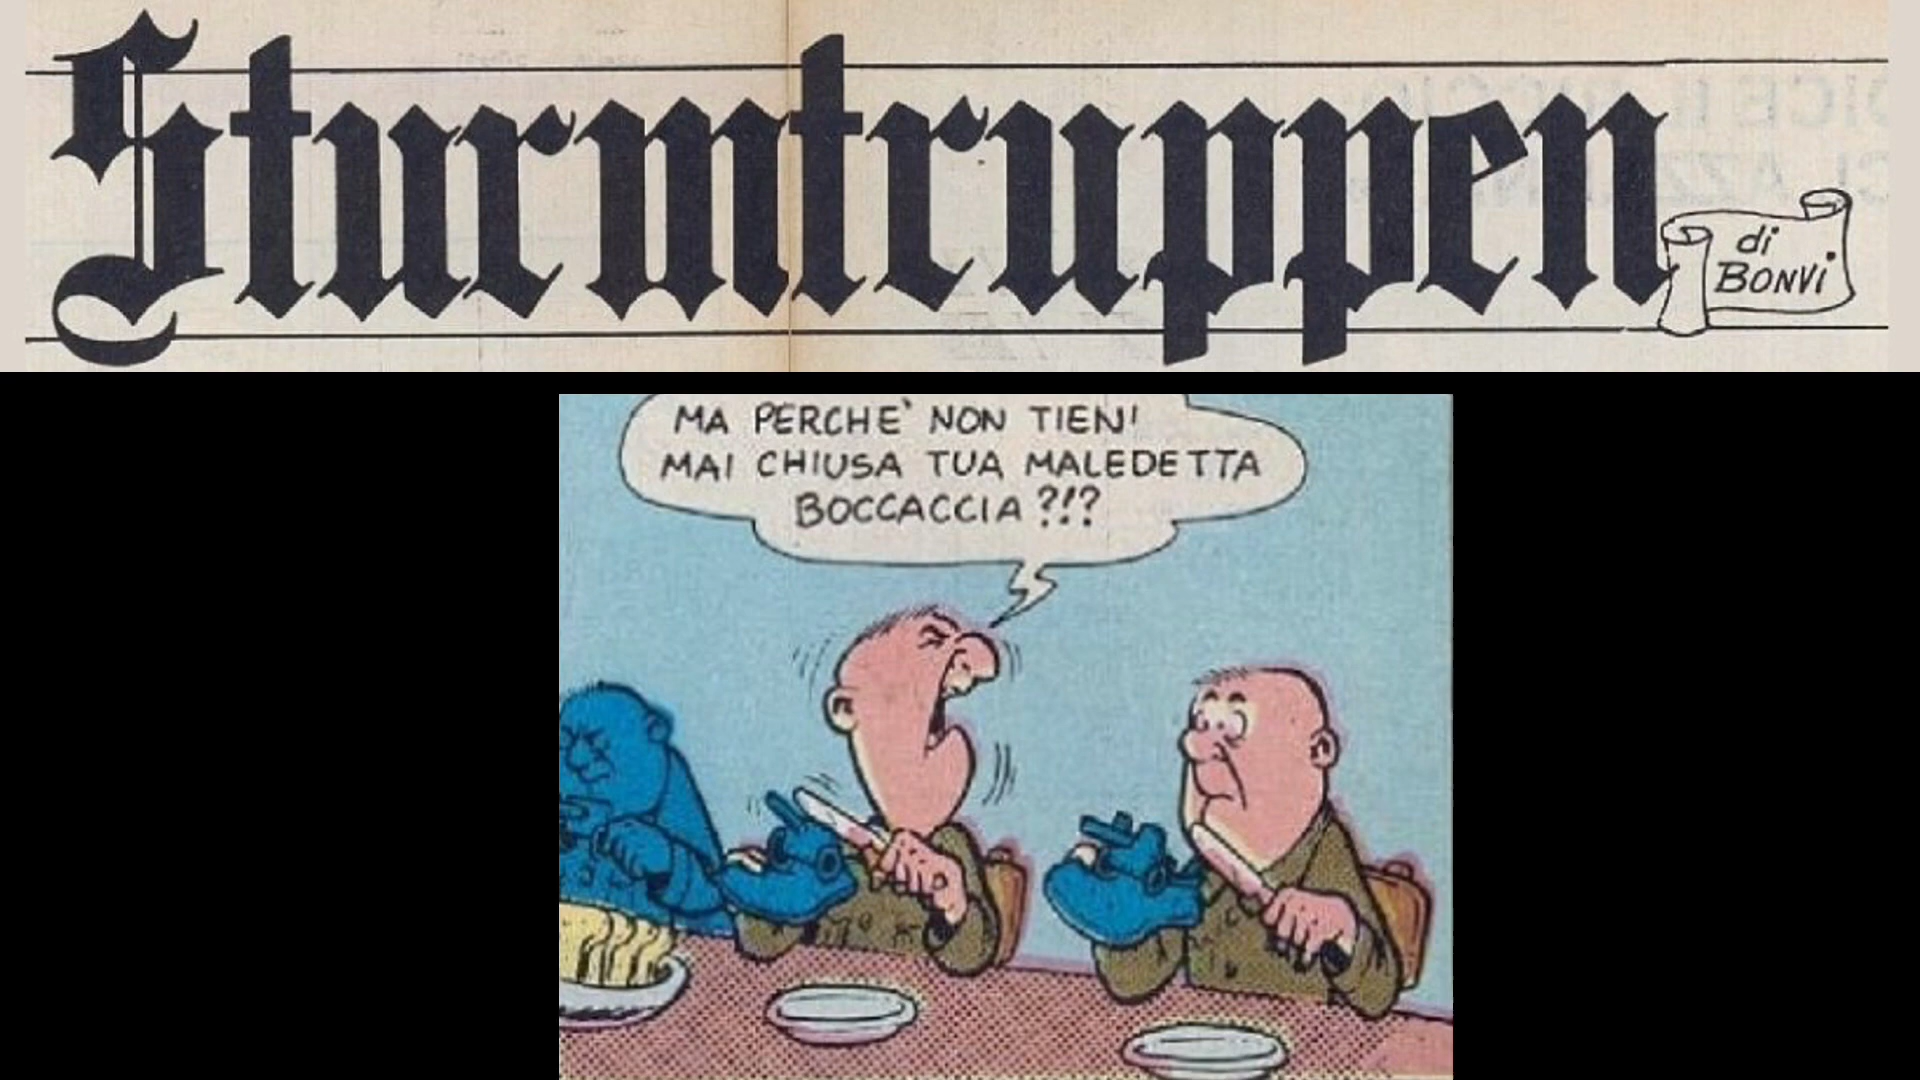 Sturmtruppen
di
BONVI
MA PERCHE' NON TIENI
MAI CHIUSA TUA MALEDETTA
BOCCACCIA ?!?